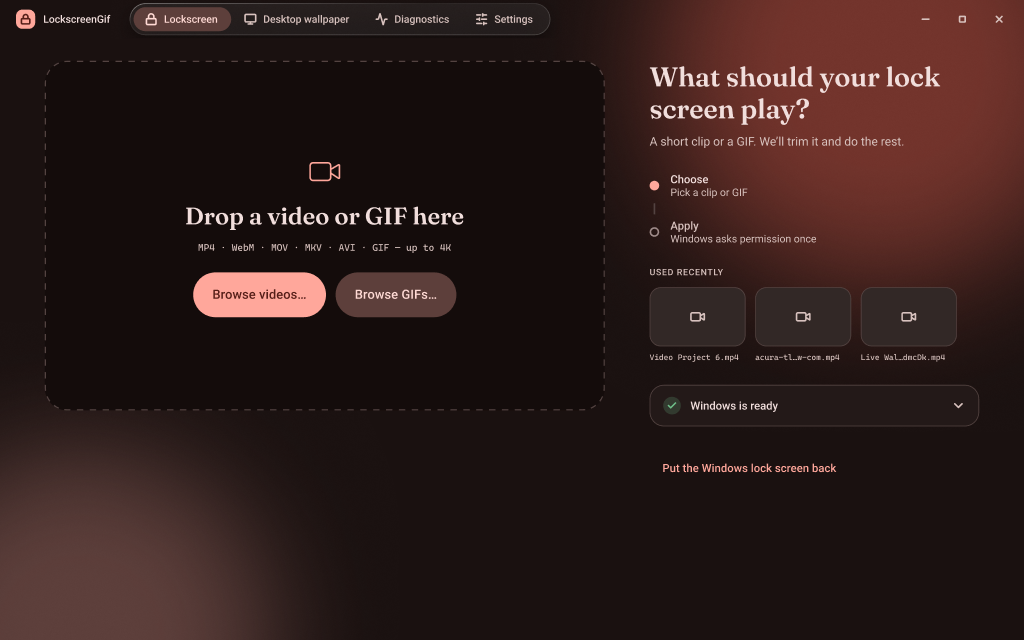 LockscreenGif
Lockscreen
Desktop wallpaper
Diagnostics
Settings
Drop a video or GIF here
MP4 · WebM · MOV · MKV · AVI · GIF — up to 4K
Browse videos…
Browse GIFs…
What should your lock
screen play?
A short clip or a GIF. We’ll trim it and do the rest.
Choose
Pick a clip or GIF
Apply
Windows asks permission once
USED RECENTLY
Video Project 6.mp4
acura-tl…w-com.mp4
Live Wal…dmcDk.mp4
Windows is ready
Put the Windows lock screen back